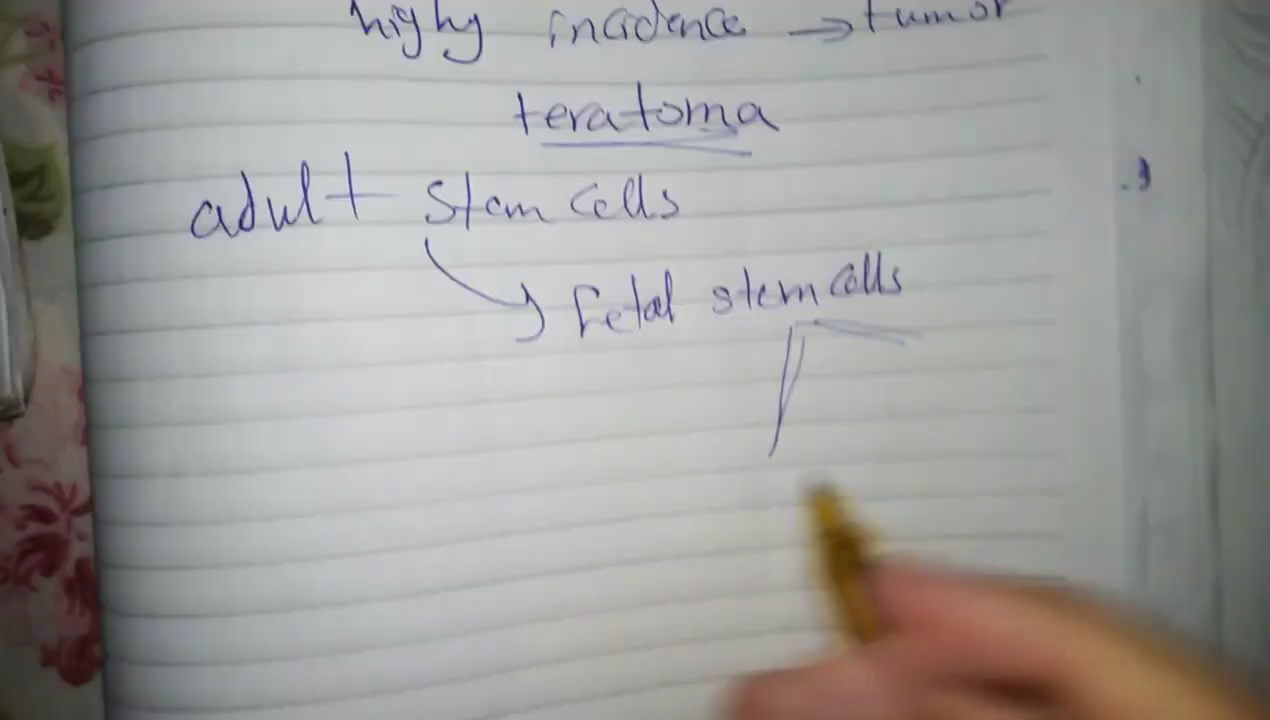 highy incidence → tumor
teratoma
adult stem cells
→ Fetal stem cells